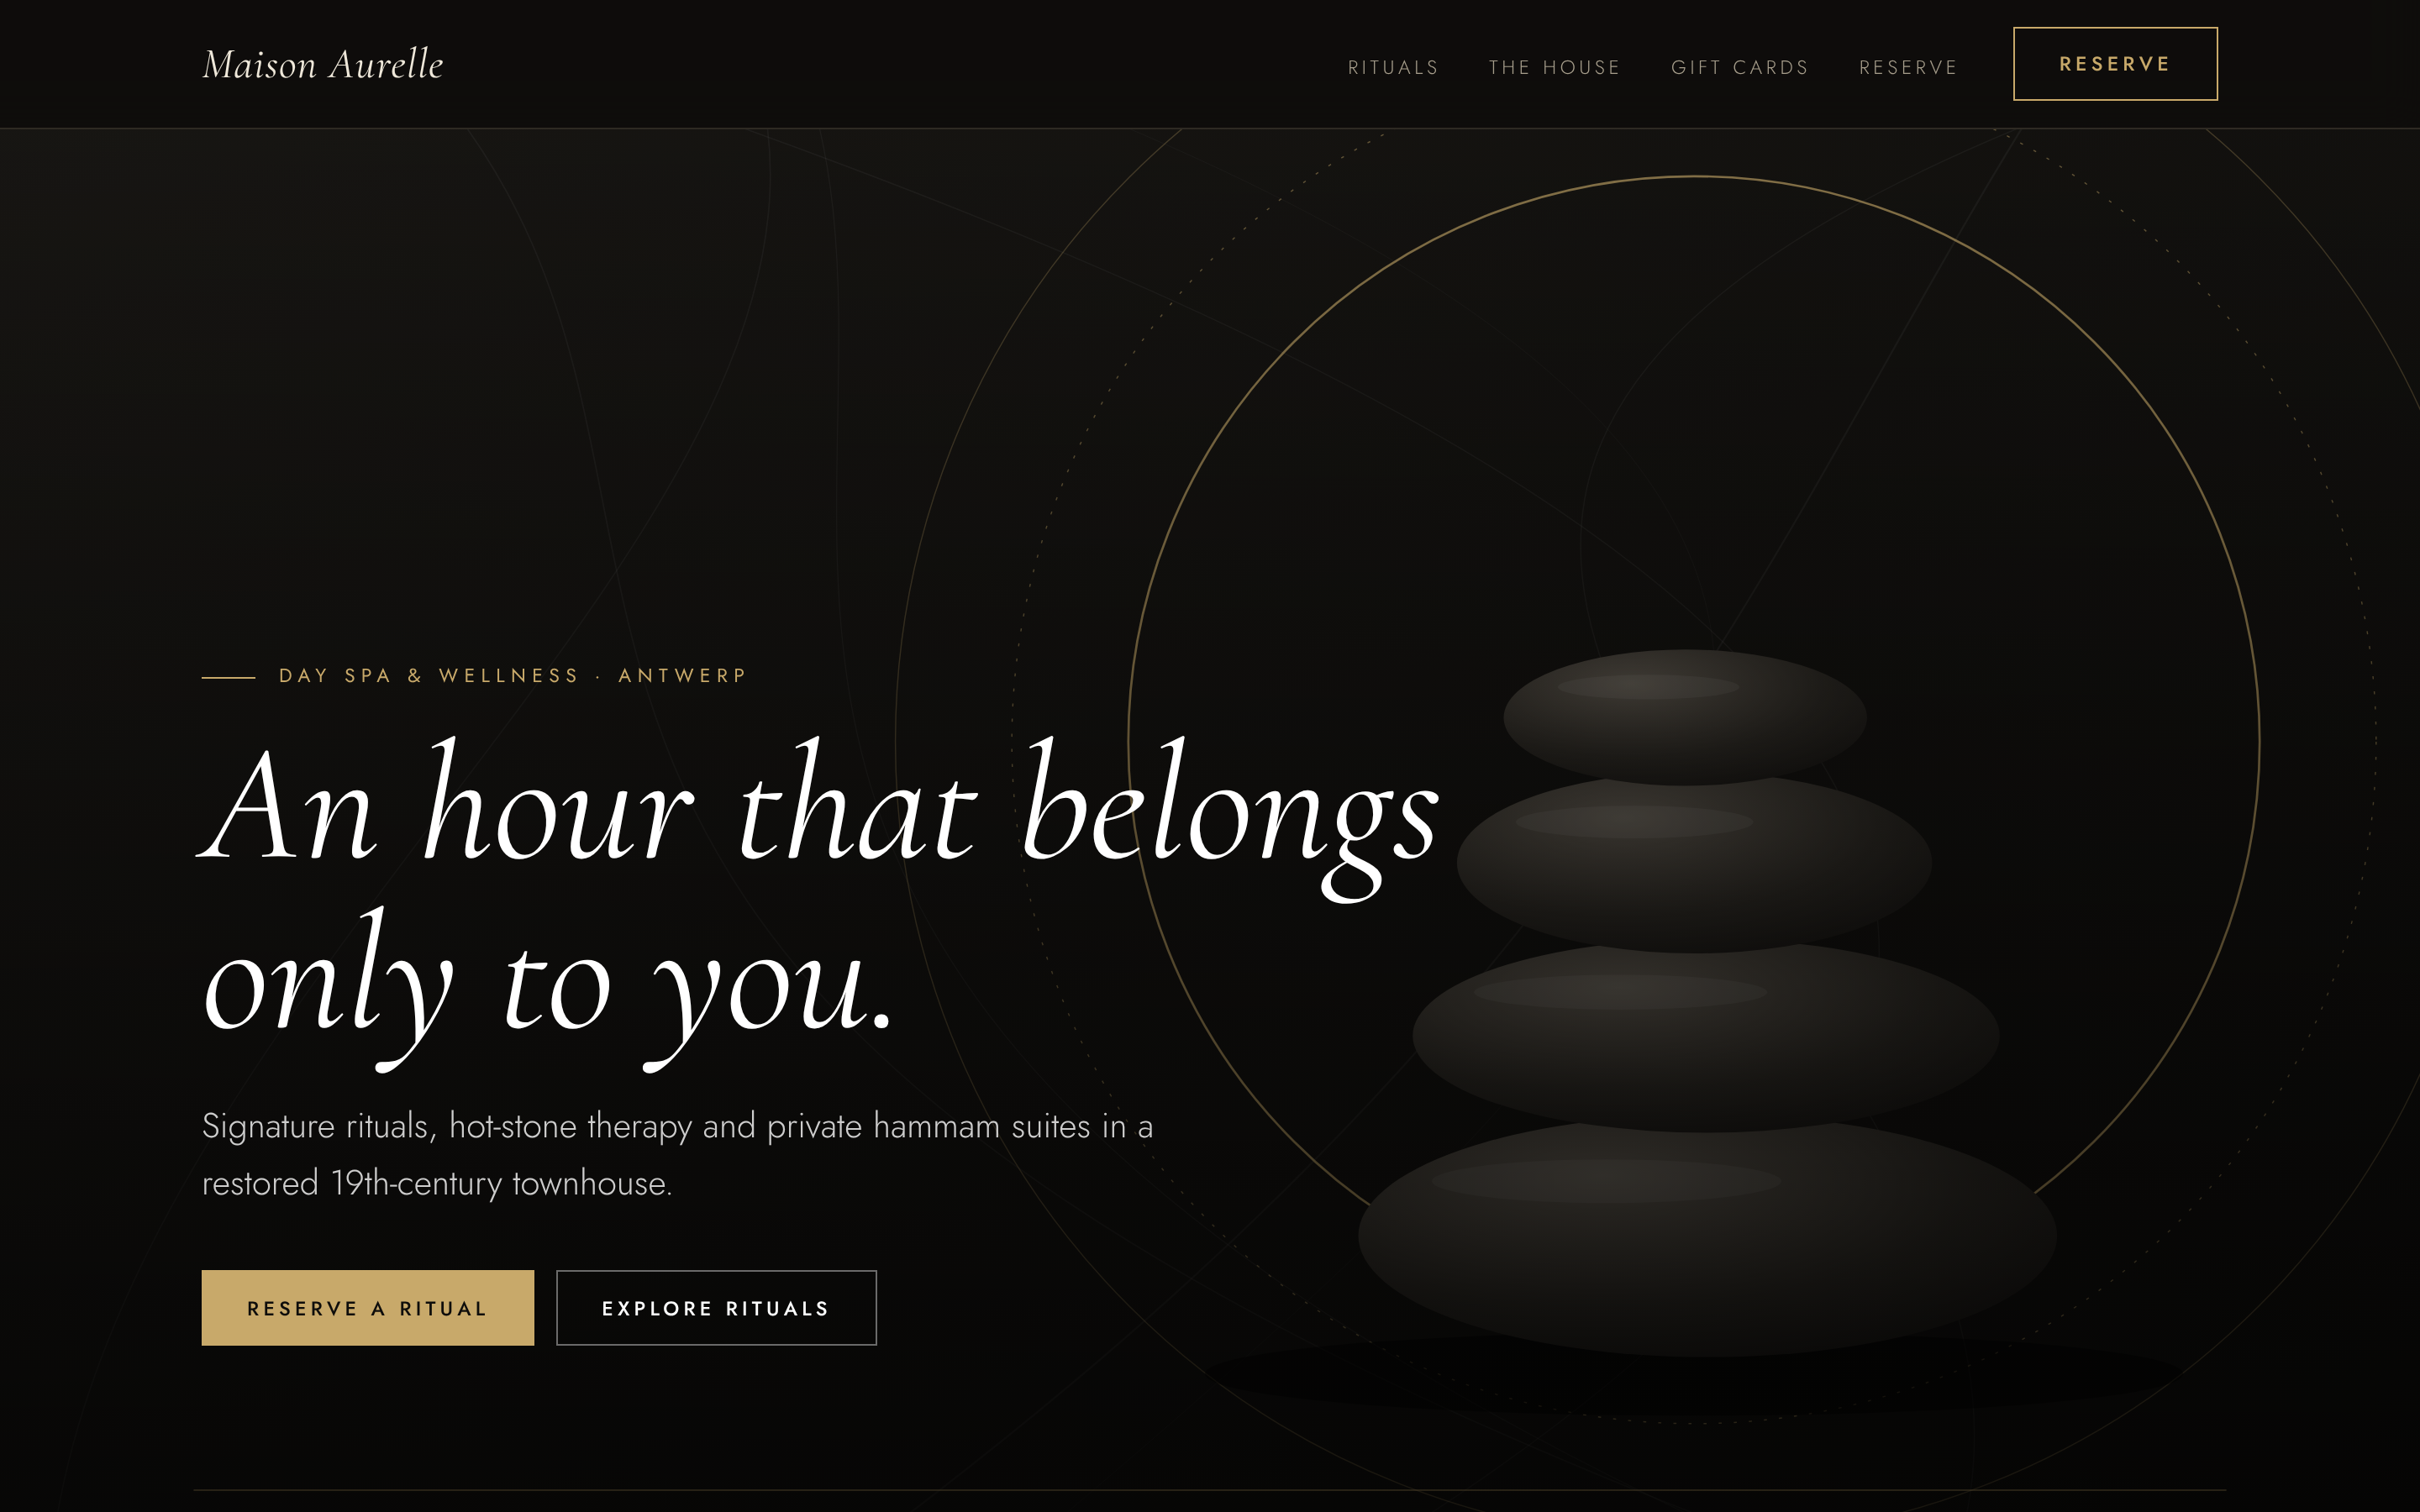 Maison Aurelle
RITUALS
THE HOUSE
GIFT CARDS
RESERVE
RESERVE
DAY SPA & WELLNESS · ANTWERP
An hour that belongs
only to you.
Signature rituals, hot-stone therapy and private hammam suites in a
restored 19th-century townhouse.
RESERVE A RITUAL
EXPLORE RITUALS